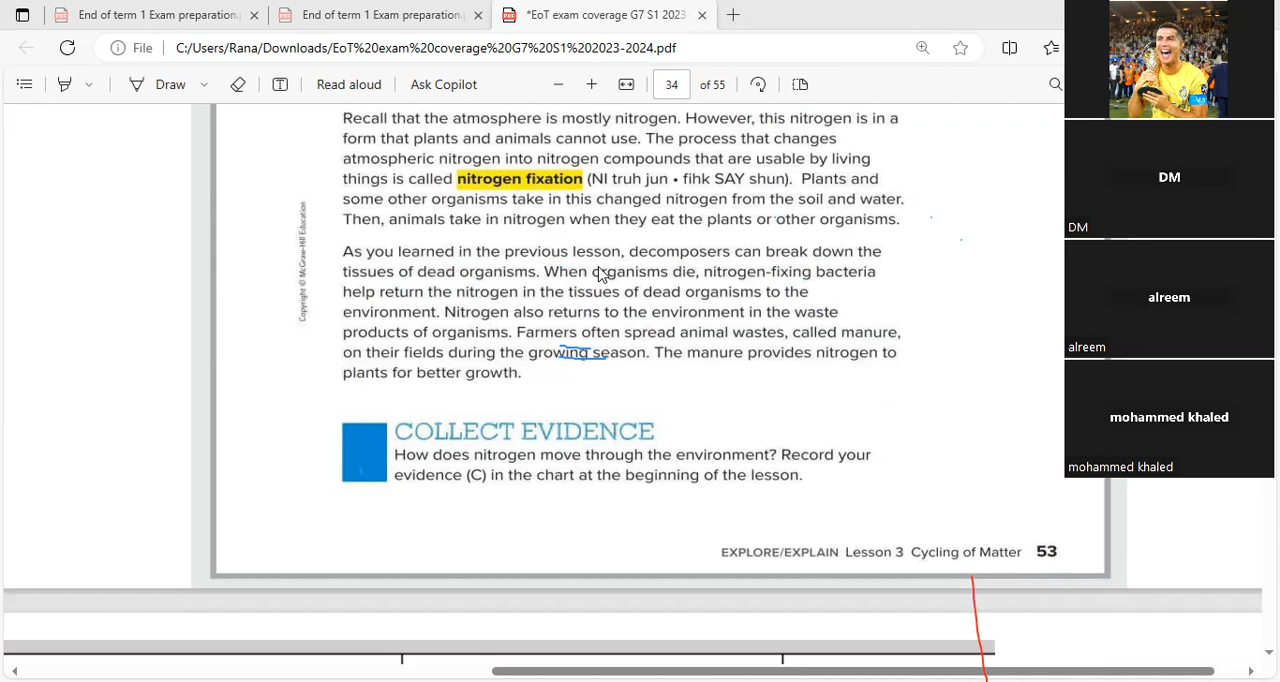 End of term 1 Exam preparation.
End of term 1 Exam preparation.
*EoT exam coverage G7 S1 2023-
File
C:/Users/Rana/Downloads/EoT%20exam%20coverage%20G7%20S1%202023-2024.pdf
Draw
Read aloud
Ask Copilot
34
of 55
Recall that the atmosphere is mostly nitrogen. However, this nitrogen is in a
form that plants and animals cannot use. The process that changes
atmospheric nitrogen into nitrogen compounds that are usable by living
things is called nitrogen fixation (NI truh jun • fihk SAY shun). Plants and
some other organisms take in this changed nitrogen from the soil and water.
Then, animals take in nitrogen when they eat the plants or other organisms.
As you learned in the previous lesson, decomposers can break down the
tissues of dead organisms. When organisms die, nitrogen-fixing bacteria
help return the nitrogen in the tissues of dead organisms to the
environment. Nitrogen also returns to the environment in the waste
products of organisms. Farmers often spread animal wastes, called manure,
on their fields during the growing season. The manure provides nitrogen to
plants for better growth.
Copyright © McGraw-Hill Education
COLLECT EVIDENCE
How does nitrogen move through the environment? Record your
evidence (C) in the chart at the beginning of the lesson.
EXPLORE/EXPLAIN Lesson 3 Cycling of Matter 53
DM
DM
alreem
alreem
mohammed khaled
mohammed khaled